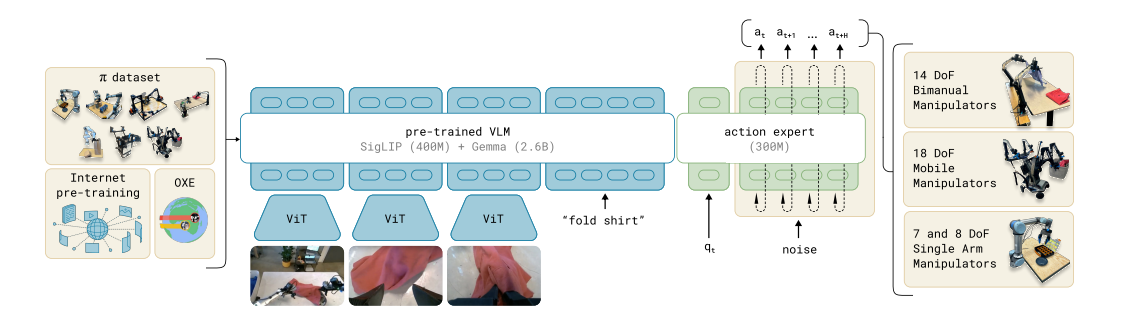 π dataset
Internet
pre-training
OXE
pre-trained VLM
SigLIP (400M) + Gemma (2.6B)
ViT
ViT
ViT
“fold shirt”
action expert
(300M)
qₜ
noise
aₜ
aₜ₊₁
...
aₜ₊H
14 DoF
Bimanual
Manipulators
18 DoF
Mobile
Manipulators
7 and 8 DoF
Single Arm
Manipulators